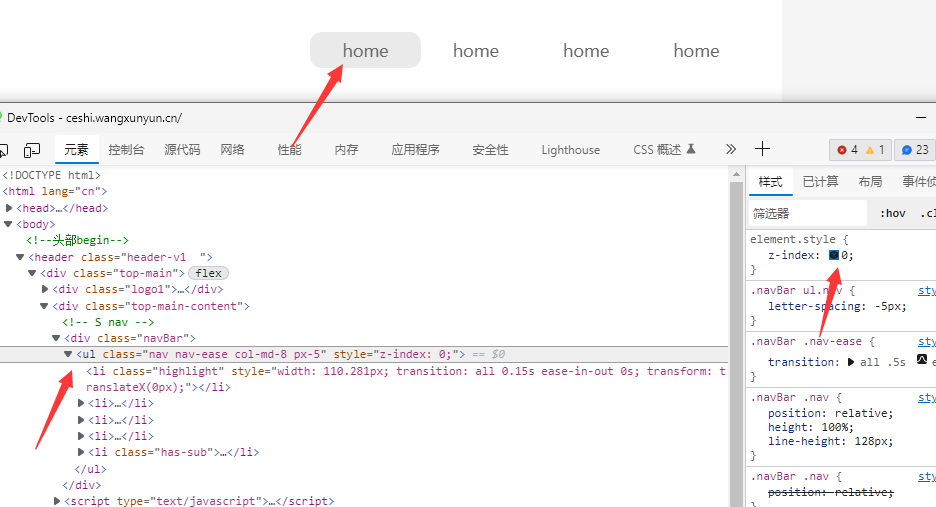 home home home home
DevTools - ceshi.wangxunyun.cn/
元素 控制台 源代码 网络 性能 内存 应用程序 安全性 Lighthouse CSS 概述 4 1 23
<!DOCTYPE html>
<html lang="cn">
<head>…</head>
<body>
<!--头部begin-->
<header class="header-v1  ">
<div class="top-main"> flex
<div class="logo1">…</div>
<div class="top-main-content">
<!-- S nav -->
<div class="navBar">
<ul class="nav nav-ease col-md-8 px-5" style="z-index: 0;"> == $0
<li class="highlight" style="width: 110.281px; transition: all 0.15s ease-in-out 0s; transform: t
ranslateX(0px);"></li>
<li>…</li>
<li>…</li>
<li>…</li>
<li class="has-sub">…</li>
</ul>
</div>
<script type="text/javascript">…</script>
样式 已计算 布局 事件侦
筛选器 :hov .cl
element.style {
z-index: 0;
}
.navBar ul.nav { sty
letter-spacing: -5px;
}
.navBar .nav-ease { sty
transition: all .5s e
}
.navBar .nav { sty
position: relative;
height: 100%;
line-height: 128px;
}
.navBar .nav { sty
position: relative;